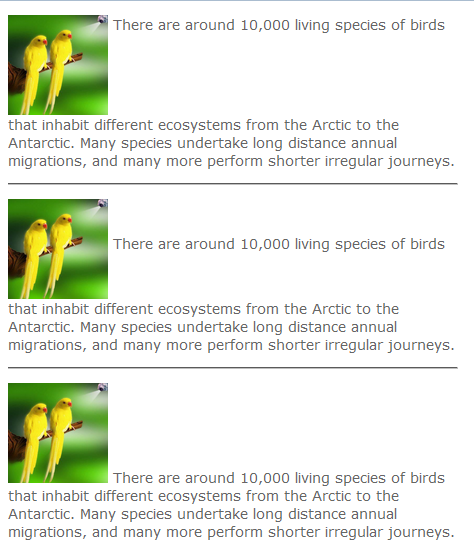 There are around 10,000 living species of birds
that inhabit different ecosystems from the Arctic to the
Antarctic. Many species undertake long distance annual
migrations, and many more perform shorter irregular journeys.
There are around 10,000 living species of birds
that inhabit different ecosystems from the Arctic to the
Antarctic. Many species undertake long distance annual
migrations, and many more perform shorter irregular journeys.
There are around 10,000 living species of birds
that inhabit different ecosystems from the Arctic to the
Antarctic. Many species undertake long distance annual
migrations, and many more perform shorter irregular journeys.